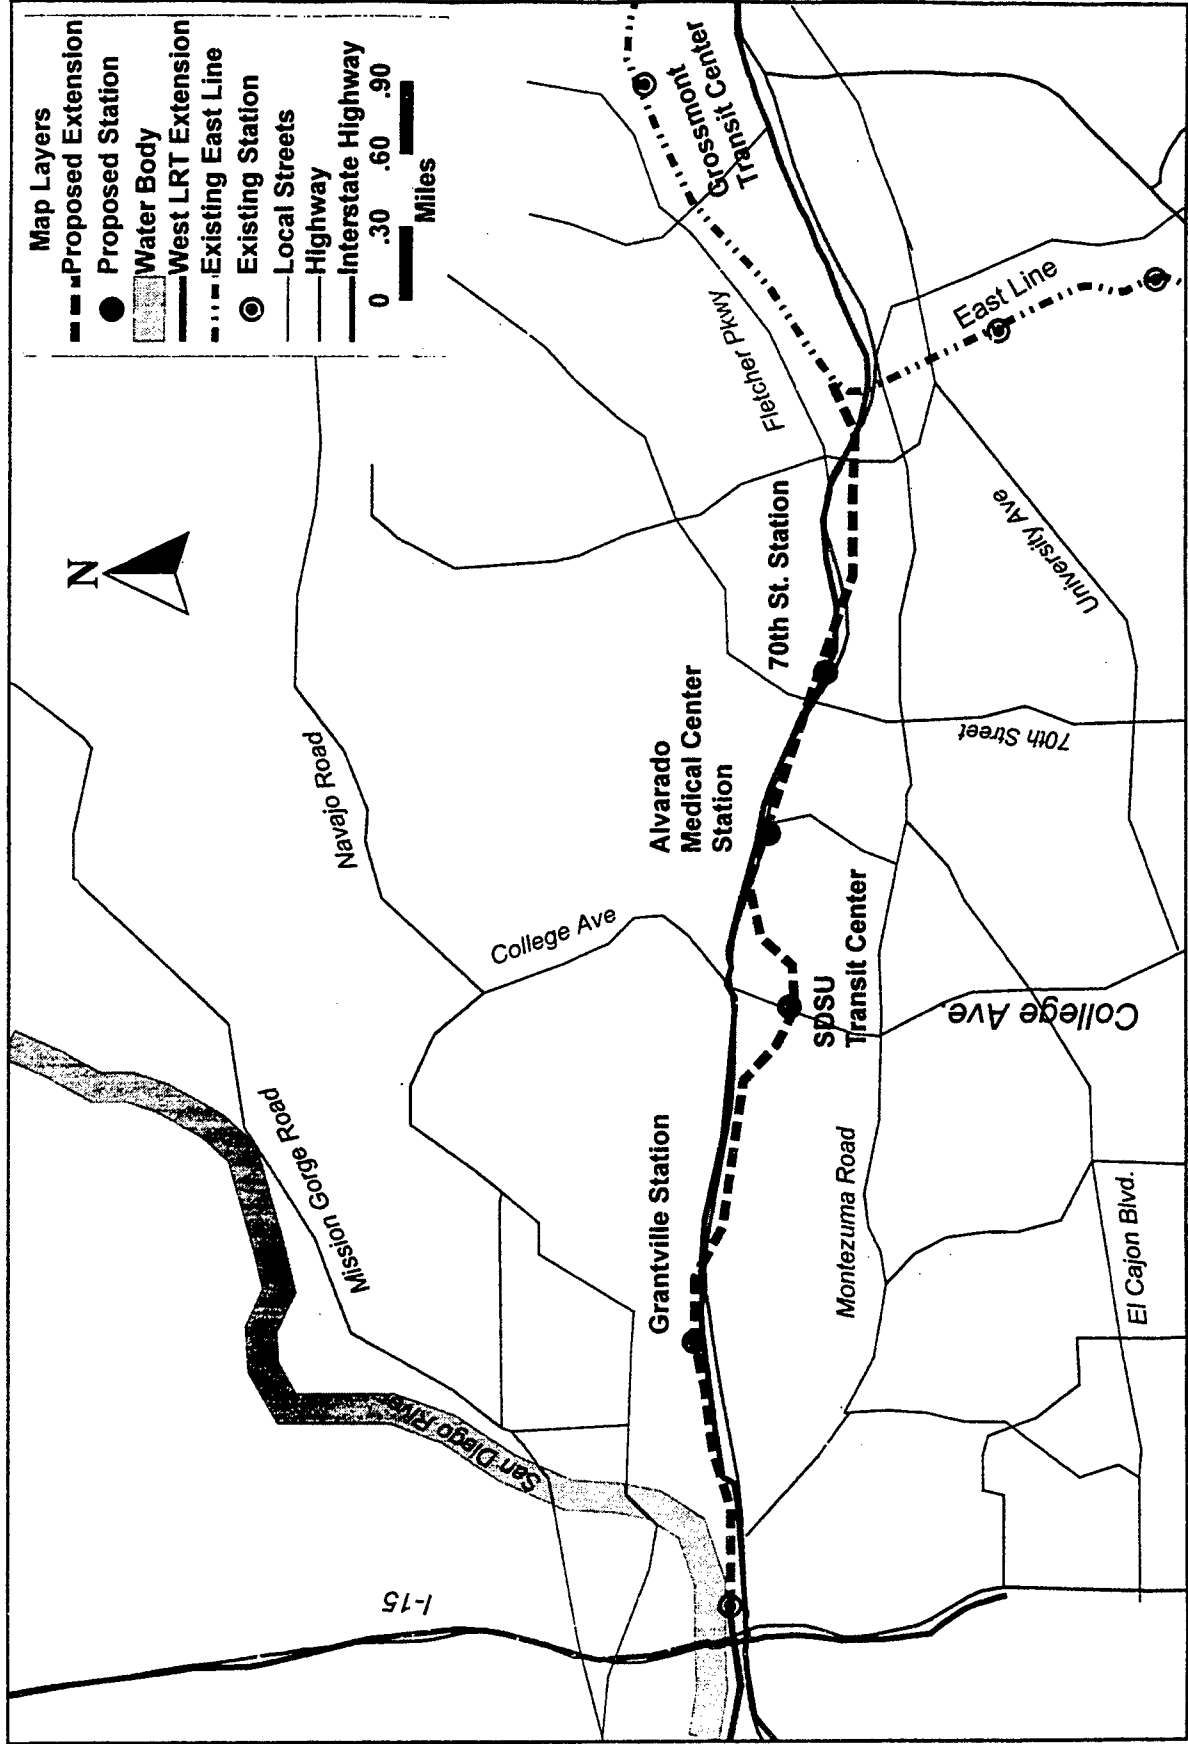 Map Layers
Proposed Extension
Proposed Station
Water Body
West LRT Extension
Existing East Line
Existing Station
Local Streets
Highway
Interstate Highway
0 .30 .60 .90
Miles
N
Navajo Road
College Ave
Mission Gorge Road
San Diego River
I-15
Grantville Station
Alvarado
Medical Center
Station
70th St. Station
Fletcher Pkwy
Grossmont
Transit Center
East Line
University Ave
70th Street
SDSU
Transit Center
College Ave.
Montezuma Road
El Cajon Blvd.